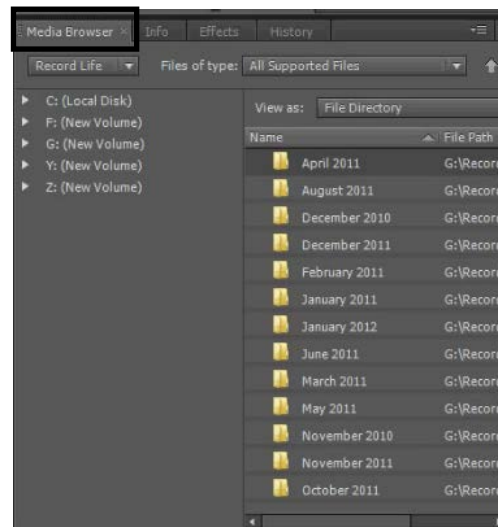 Media Browser Info Effects History
Record Life Files of type: All Supported Files
C: (Local Disk)
F: (New Volume)
G: (New Volume)
Y: (New Volume)
Z: (New Volume)
View as: File Directory
Name File Path
April 2011 G:\Recor
August 2011 G:\Recor
December 2010 G:\Recor
December 2011 G:\Recor
February 2011 G:\Recor
January 2011 G:\Recor
January 2012 G:\Recor
June 2011 G:\Recor
March 2011 G:\Recor
May 2011 G:\Recor
November 2010 G:\Recor
November 2011 G:\Recor
October 2011 G:\Recor